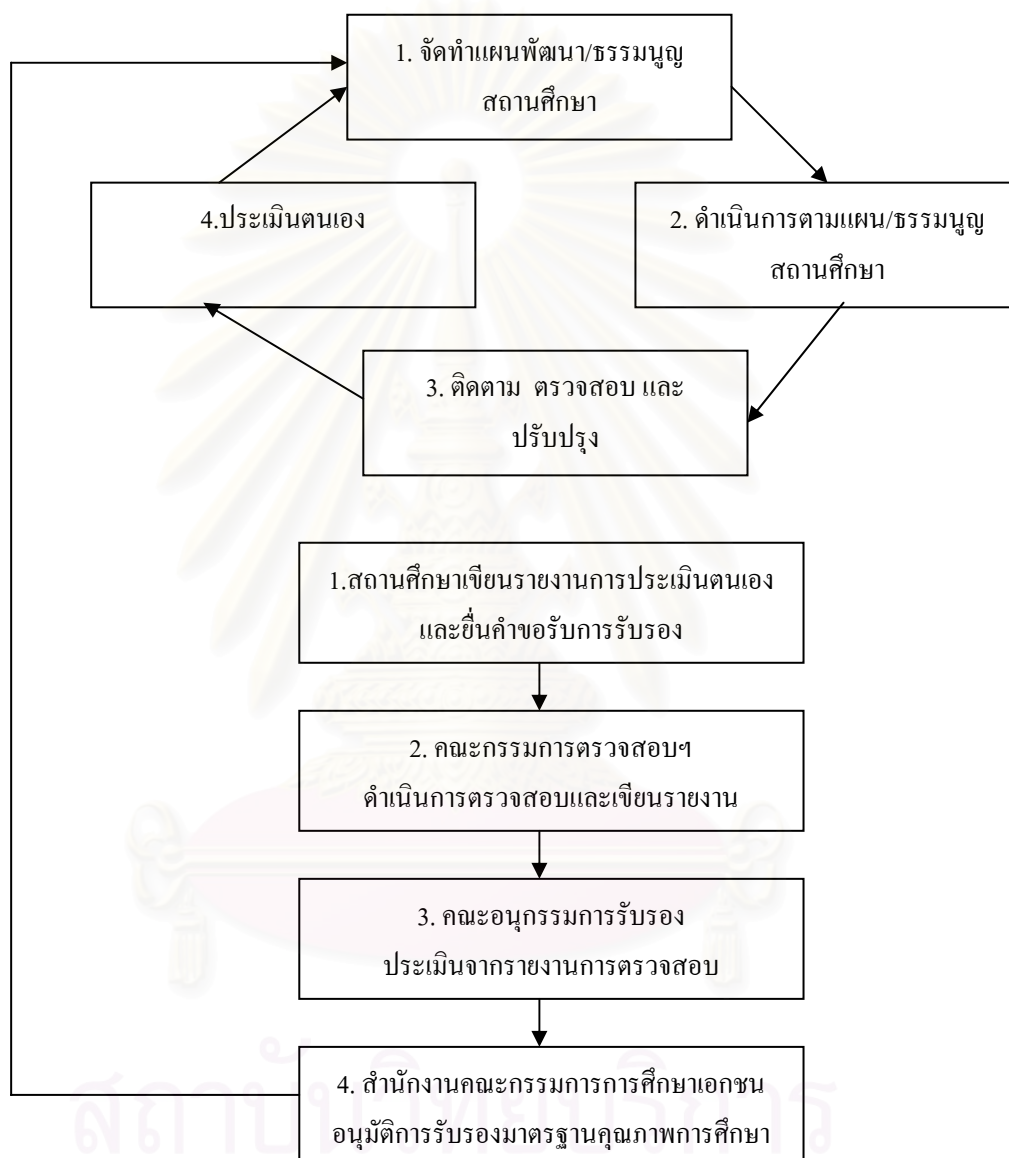 1. จัดทำแผนพัฒนา/ธรรมนูญ
สถานศึกษา
4.ประเมินตนเอง
2. ดำเนินการตามแผน/ธรรมนูญ
สถานศึกษา
3. ติดตาม ตรวจสอบ และ
ปรับปรุง
1.สถานศึกษาเขียนรายงานการประเมินตนเอง
และยื่นคำขอรับการรับรอง
2. คณะกรรมการตรวจสอบฯ
ดำเนินการตรวจสอบและเขียนรายงาน
3. คณะอนุกรรมการรับรอง
ประเมินจากรายงานการตรวจสอบ
4. สำนักงานคณะกรรมการการศึกษาเอกชน
อนุมัติการรับรองมาตรฐานคุณภาพการศึกษา
สถาบันวิทยบริการ